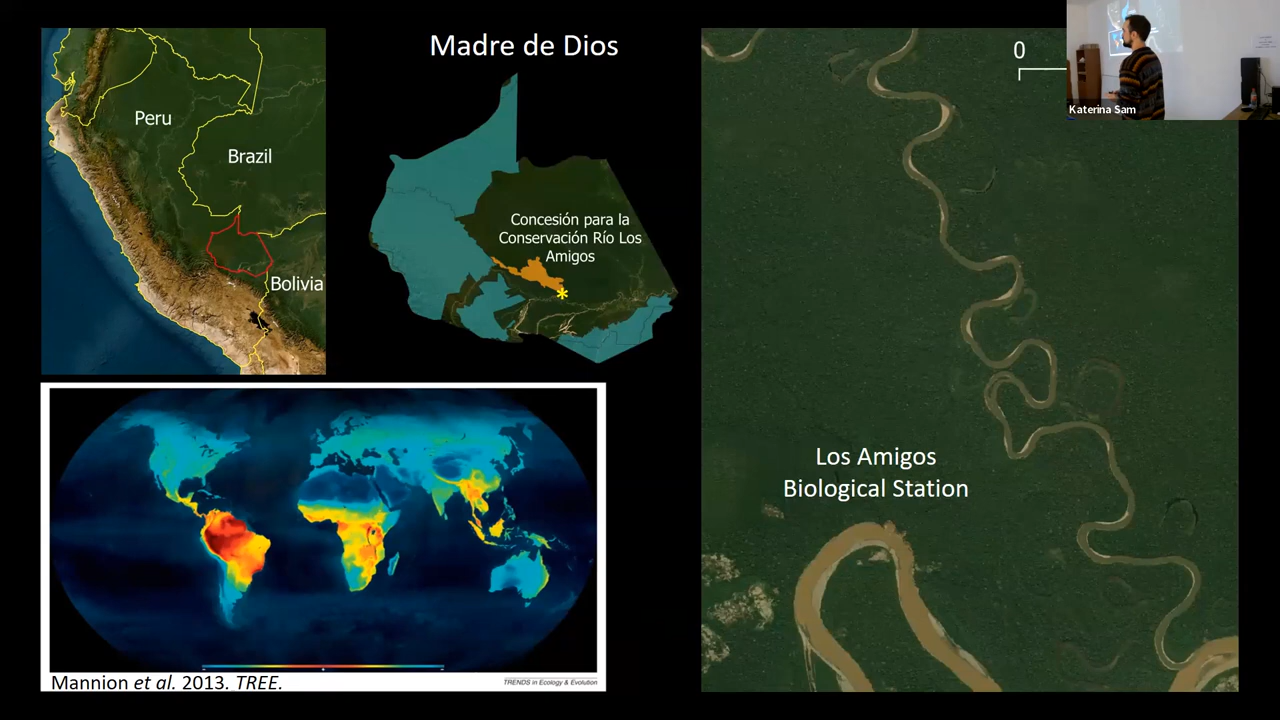 Madre de Dios
Peru
Brazil
Bolivia
Concesión para la
Conservación Río Los
Amigos
*
0
Katerina Sam
Los Amigos
Biological Station
TRENDS in Ecology & Evolution
Mannion et al. 2013. TREE.